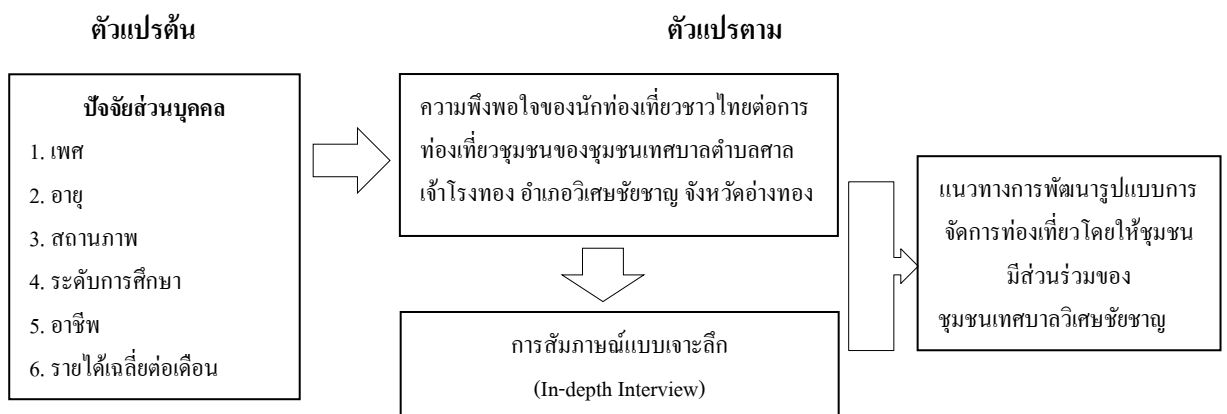 ตัวแปรต้น
ตัวแปรตาม
ปัจจัยส่วนบุคคล
1. เพศ
2. อายุ
3. สถานภาพ
4. ระดับการศึกษา
5. อาชีพ
6. รายได้เฉลี่ยต่อเดือน
ความพึงพอใจของนักท่องเที่ยวชาวไทยต่อการ
ท่องเที่ยวชุมชนของชุมชนเทศบาลตำบลศาล
เจ้าโรงทอง อำเภอวิเศษชัยชาญ จังหวัดอ่างทอง
การสัมภาษณ์แบบเจาะลึก
(In-depth Interview)
แนวทางการพัฒนารูปแบบการ
จัดการท่องเที่ยวโดยให้ชุมชน
มีส่วนร่วมของ
ชุมชนเทศบาลวิเศษชัยชาญ